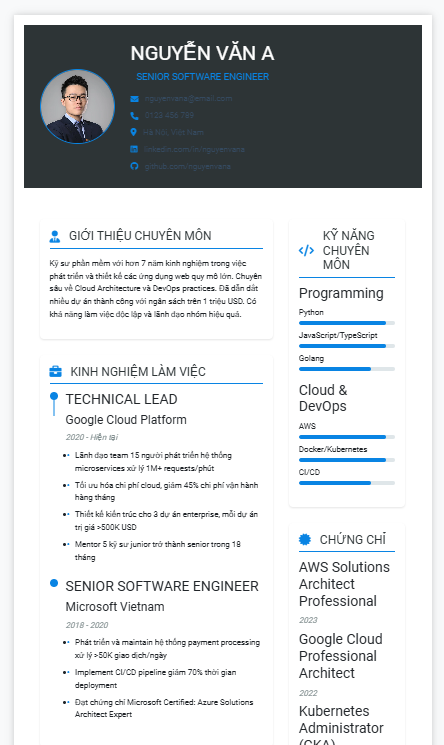 NGUYỄN VĂN A
SENIOR SOFTWARE ENGINEER
nguyenvana@email.com
0123 456 789
Hà Nội, Việt Nam
linkedin.com/in/nguyenvana
github.com/nguyenvana
GIỚI THIỆU CHUYÊN MÔN
Kỹ sư phần mềm với hơn 7 năm kinh nghiệm trong việc
phát triển và thiết kế các ứng dụng web quy mô lớn. Chuyên
sâu về Cloud Architecture và DevOps practices. Đã dẫn dắt
nhiều dự án thành công với ngân sách trên 1 triệu USD. Có
khả năng làm việc độc lập và lãnh đạo nhóm hiệu quả.
KINH NGHIỆM LÀM VIỆC
TECHNICAL LEAD
Google Cloud Platform
2020 - Hiện tại
Lãnh đạo team 15 người phát triển hệ thống
microservices xử lý 1M+ requests/phút
Tối ưu hóa chi phí cloud, giảm 45% chi phí vận hành
hàng tháng
Thiết kế kiến trúc cho 3 dự án enterprise, mỗi dự án
trị giá >500K USD
Mentor 5 kỹ sư junior trở thành senior trong 18
tháng
SENIOR SOFTWARE ENGINEER
Microsoft Vietnam
2018 - 2020
Phát triển và maintain hệ thống payment processing
xử lý >50K giao dịch/ngày
Implement CI/CD pipeline giảm 70% thời gian
deployment
Đạt chứng chỉ Microsoft Certified: Azure Solutions
Architect Expert
KỸ NĂNG
CHUYÊN
MÔN
Programming
Python
JavaScript/TypeScript
Golang
Cloud &
DevOps
AWS
Docker/Kubernetes
CI/CD
CHỨNG CHỈ
AWS Solutions
Architect
Professional
2023
Google Cloud
Professional
Architect
2022
Kubernetes
Administrator
(CKA)